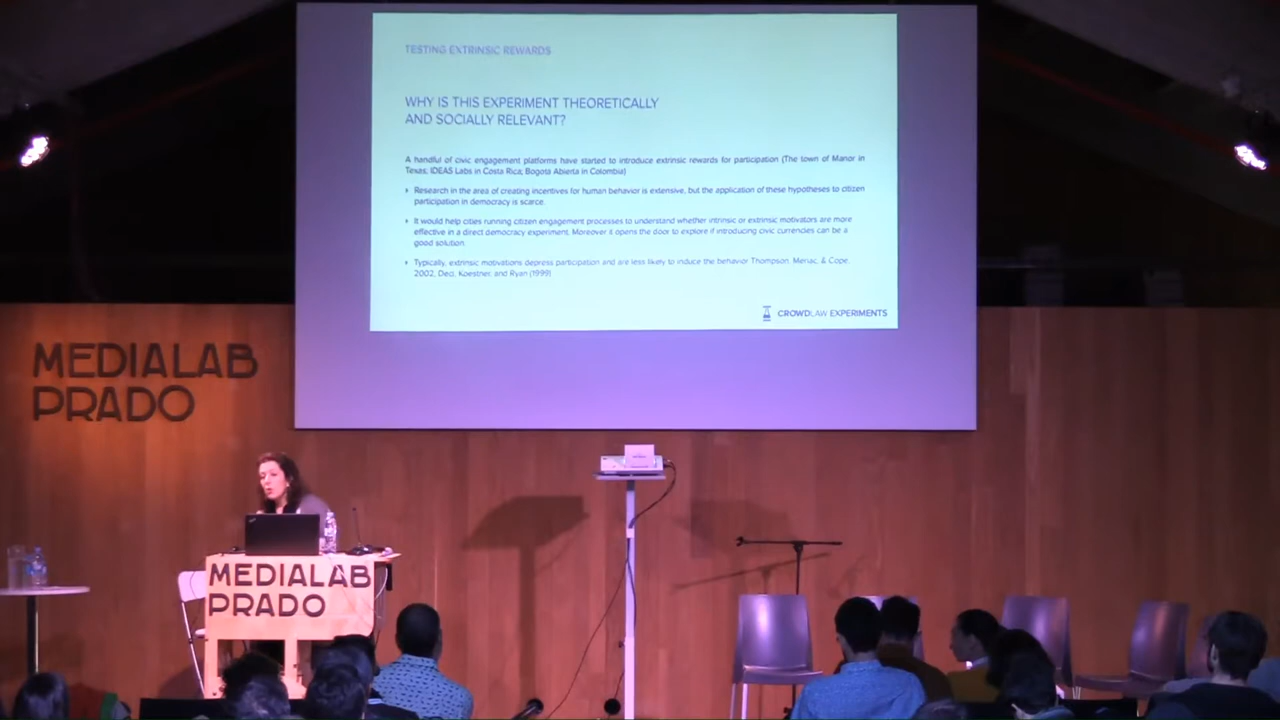 TESTING EXTRINSIC REWARDS
WHY IS THIS EXPERIMENT THEORETICALLY
AND SOCIALLY RELEVANT?
A handful of civic engagement platforms have started to introduce extrinsic rewards for participation (The town of Manor in
Texas; IDEAS Labs in Costa Rica; Bogota Abierta in Colombia)
Research in the area of creating incentives for human behavior is extensive, but the application of these hypotheses to citizen
participation in democracy is scarce.
It would help cities running citizen engagement processes to understand whether intrinsic or extrinsic motivators are more
effective in a direct democracy experiment. Moreover it opens the door to explore if introducing civic currencies can be a
good solution.
Typically, extrinsic motivations depress participation and are less likely to induce the behavior Thompson, Meriac, & Cope,
2002, Deci, Koestner, and Ryan (1999)
CROWDLAW EXPERIMENTS
MEDIALAB
PRADO
MEDIALAB
PRADO